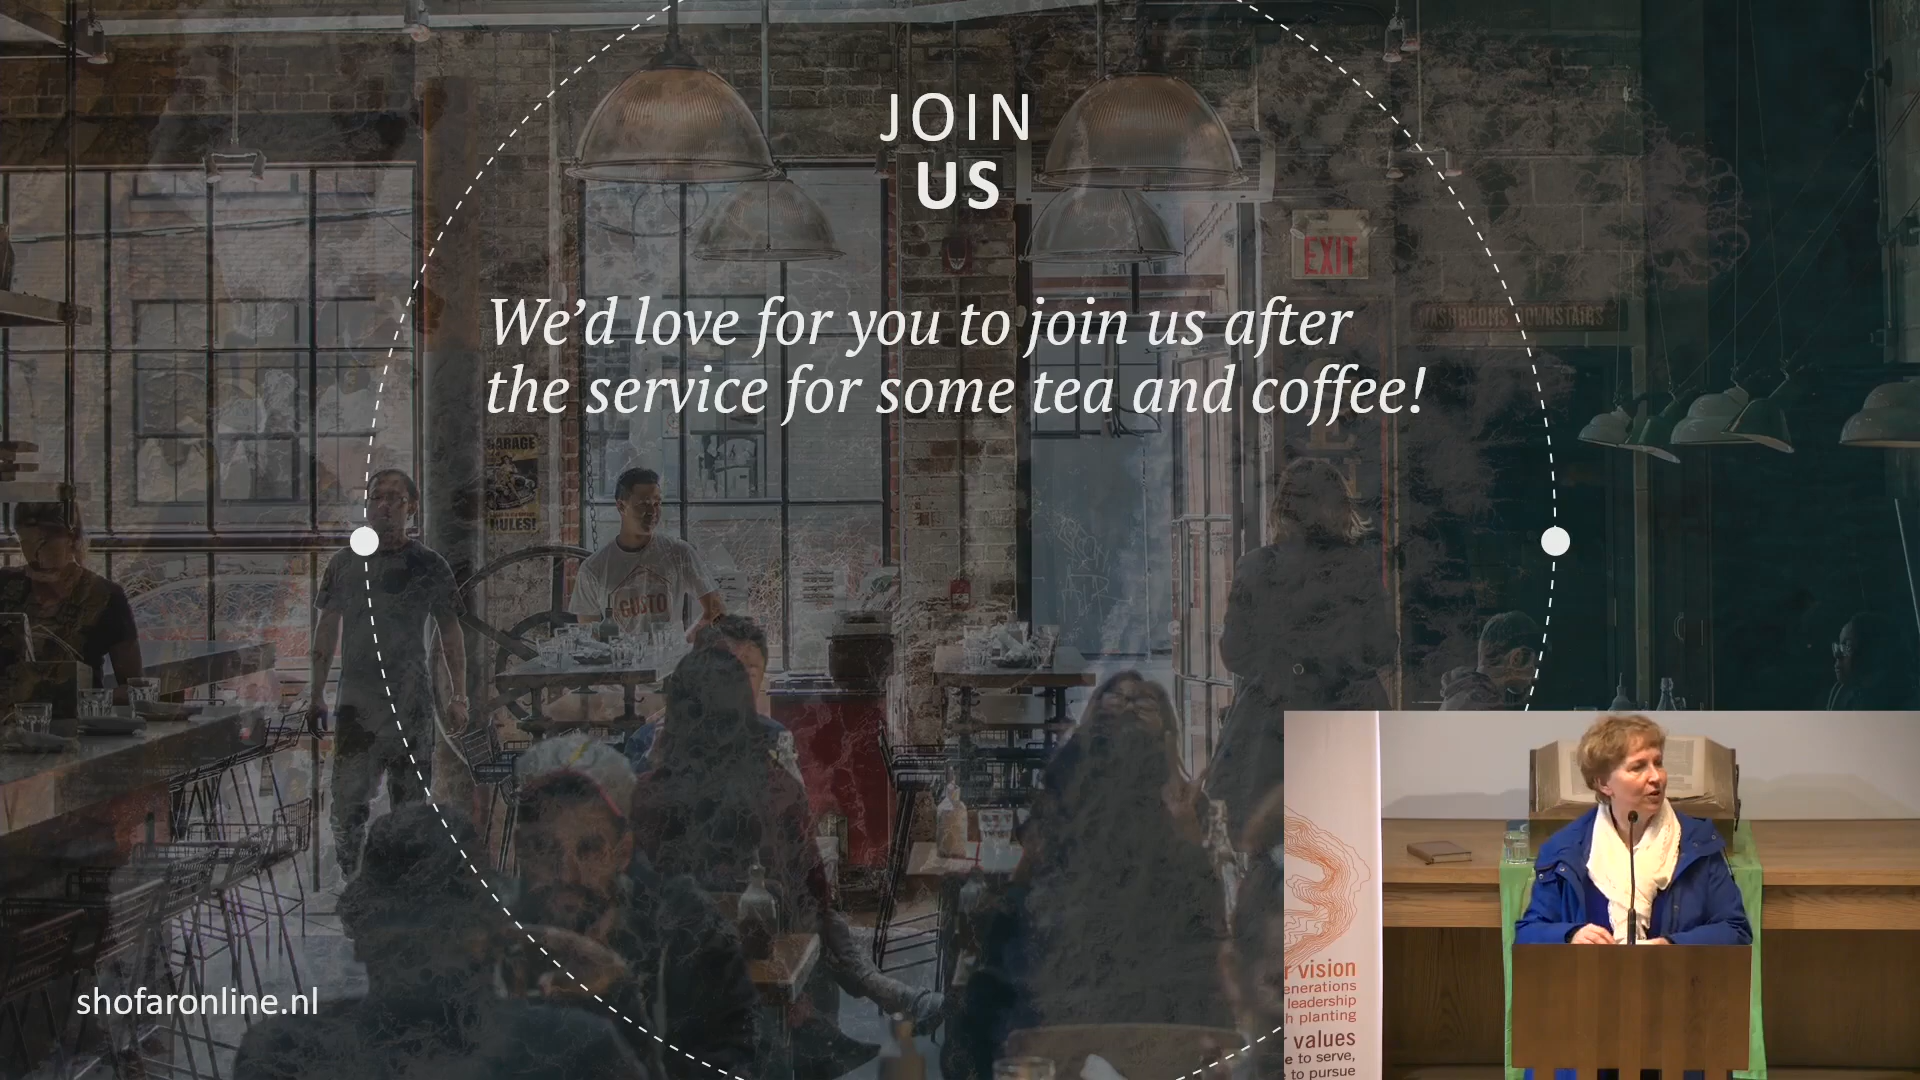 JOIN
US
EXIT
WASHROOMS DOWNSTAIRS
We'd love for you to join us after
the service for some tea and coffee!
GARAGE
RULES!
GUSTO
vision
enerations
leadership
h planting
values
e to serve,
to pursue
shofaronline.nl